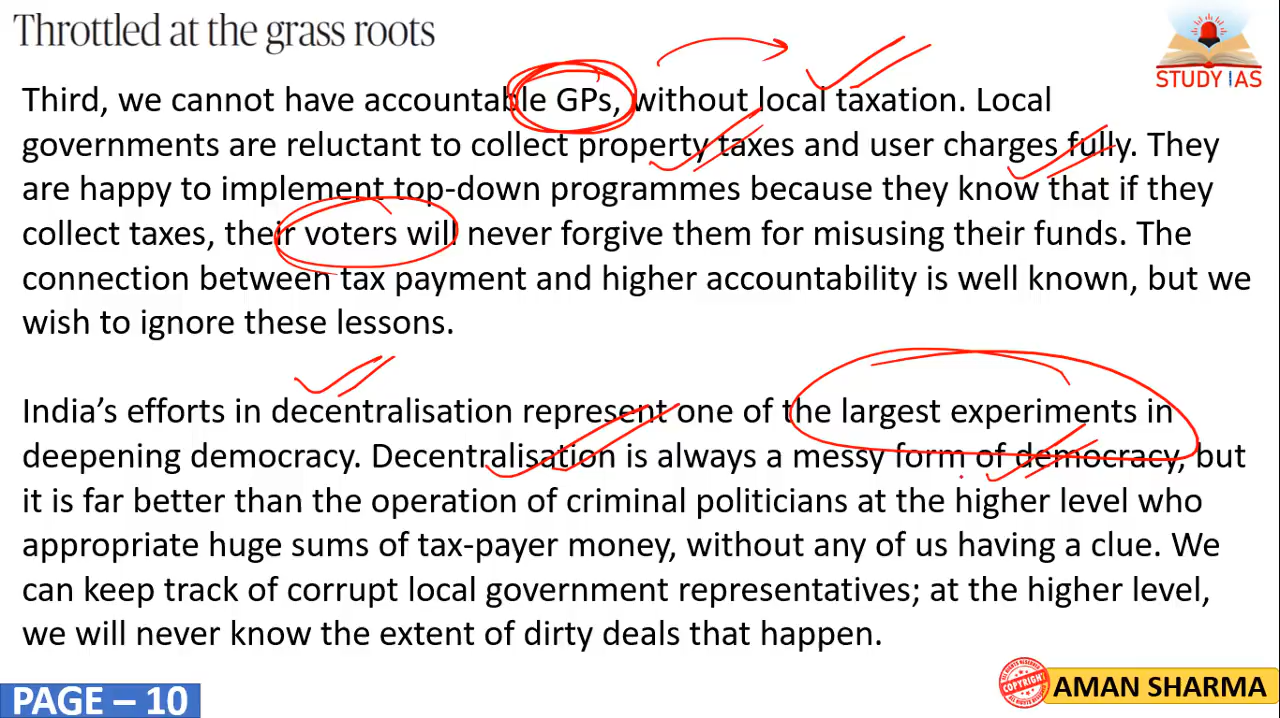 Throttled at the grass roots
STUDY IAS
Third, we cannot have accountable GPs, without local taxation. Local
governments are reluctant to collect property taxes and user charges fully. They
are happy to implement top-down programmes because they know that if they
collect taxes, their voters will never forgive them for misusing their funds. The
connection between tax payment and higher accountability is well known, but we
wish to ignore these lessons.
India’s efforts in decentralisation represent one of the largest experiments in
deepening democracy. Decentralisation is always a messy form of democracy, but
it is far better than the operation of criminal politicians at the higher level who
appropriate huge sums of tax-payer money, without any of us having a clue. We
can keep track of corrupt local government representatives; at the higher level,
we will never know the extent of dirty deals that happen.
PAGE – 10
COPYRIGHT
AMAN SHARMA